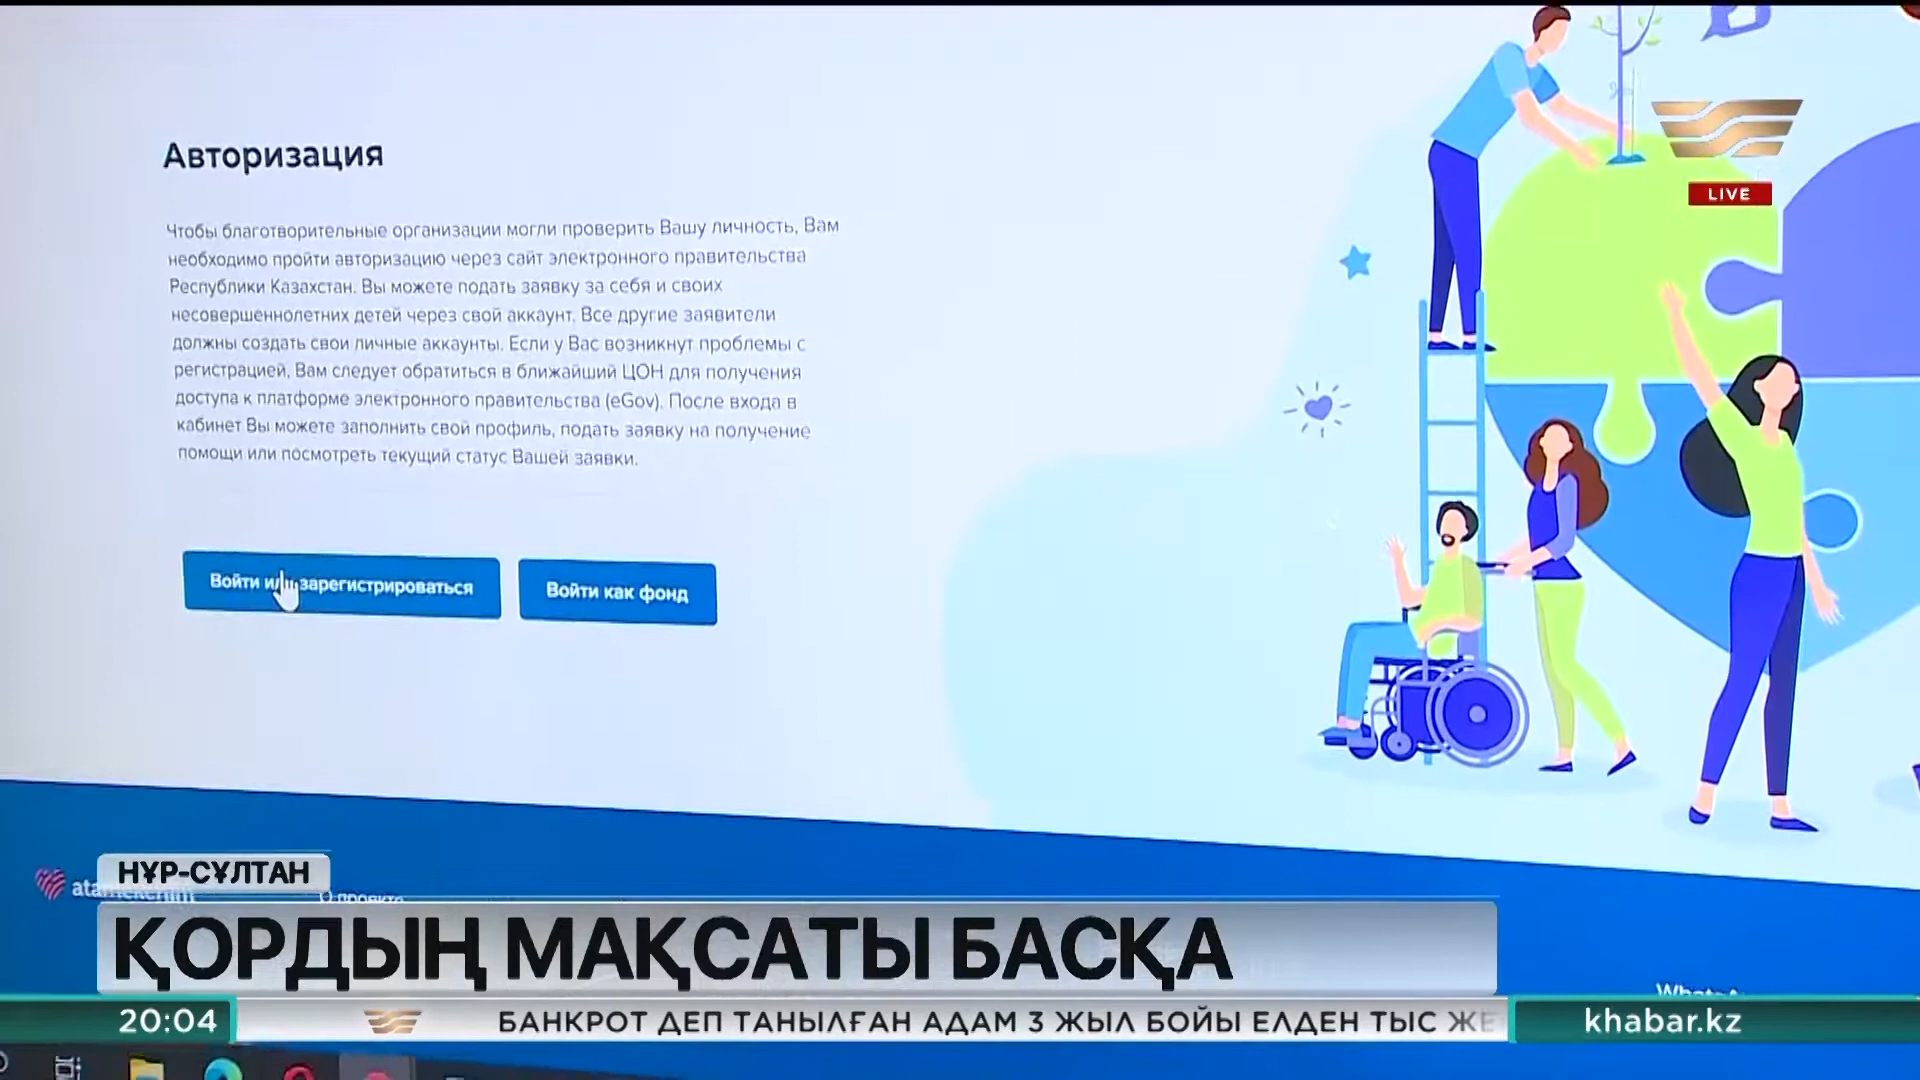 Авторизация
LIVE
Чтобы благотворительные организации могли проверить Вашу личность, Вам
необходимо пройти авторизацию через сайт электронного правительства
Республики Казахстан. Вы можете подать заявку за себя и своих
несовершеннолетних детей через свой аккаунт. Все другие заявители
должны создать свои личные аккаунты. Если у Вас возникнут проблемы с
регистрацией, Вам следует обратиться в ближайший ЦОН для получения
доступа к платформе электронного правительства (eGov). После входа в
кабинет Вы можете заполнить свой профиль, подать заявку на получение
помощи или посмотреть текущий статус Вашей заявки.
Войти или зарегистрироваться
Войти как фонд
НҰР-СҰЛТАН
О проекте
ҚОРДЫҢ МАҚСАТЫ БАСҚА
20:04
БАНКРОТ ДЕП ТАНЫЛҒАН АДАМ 3 ЖЫЛ БОЙЫ ЕЛДЕН ТЫС ЖЕ
khabar.kz